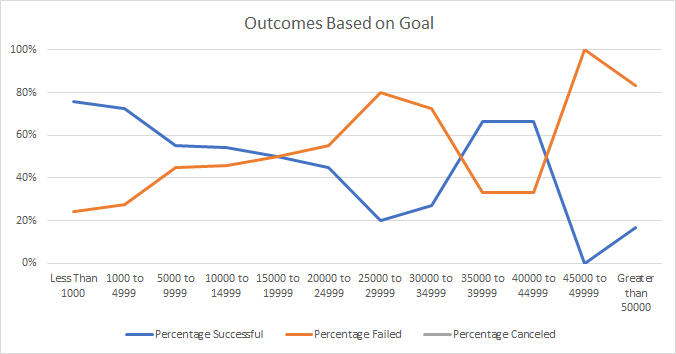 Outcomes Based on Goal
100%
80%
60%
40%
20%
0%
Less Than 1000 to 5000 to 10000 to 15000 to 20000 to 25000 to 30000 to 35000 to 40000 to 45000 to Greater
1000 4999 9999 14999 19999 24999 29999 34999 39999 44999 49999 than
50000
Percentage Successful Percentage Failed Percentage Canceled